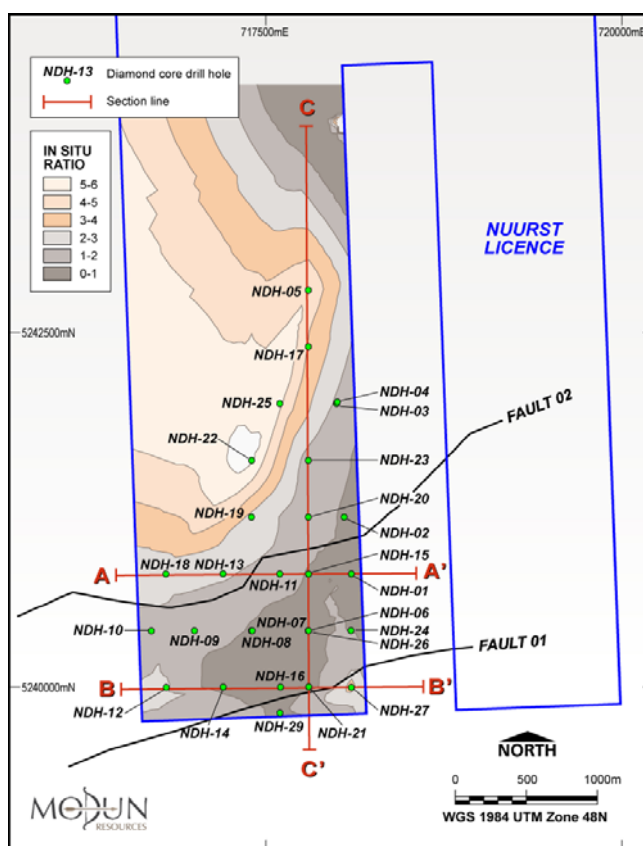 717500mE
720000mE
NDH-13
Diamond core drill hole
Section line
C
IN SITU
RATIO
5-6
4-5
3-4
2-3
1-2
0-1
NUURST
LICENCE
NDH-05
5242500mN
NDH-17
NDH-04
NDH-25
NDH-03
FAULT 02
NDH-22
NDH-23
NDH-20
NDH-19
NDH-02
NDH-15
A
NDH-18
NDH-13
A'
NDH-11
NDH-01
NDH-06
NDH-07
NDH-10
NDH-24
NDH-09
NDH-08
NDH-26
FAULT 01
NDH-16
5240000mN
B
B'
NDH-12
NDH-27
NDH-14
NDH-21
NDH-29
NORTH
C'
0
500
1000m
MODUN
RESOURCES
WGS 1984 UTM Zone 48N